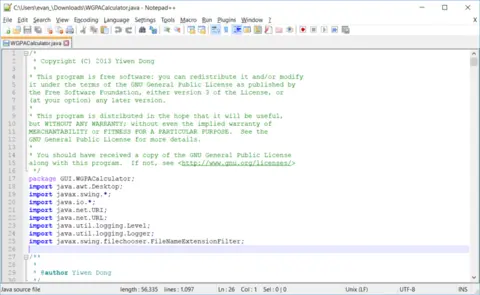 C:\Users\evan_\Downloads\WGPACalculator.java - Notepad++
File Edit Search View Encoding Language Settings Tools Macro Run Plugins Window ? X
WGPACalculator.java
1 /*
2 * Copyright (C) 2013 Yiwen Dong
3 *
4 * This program is free software: you can redistribute it and/or modify
5 it under the terms of the GNU General Public License as published by
6 the Free Software Foundation, either version 3 of the License, or
7 (at your option) any later version.
8 *
9 * This program is distributed in the hope that it will be useful,
10 but WITHOUT ANY WARRANTY; without even the implied warranty of
11 MERCHANTABILITY or FITNESS FOR A PARTICULAR PURPOSE.  See the
12 GNU General Public License for more details.
13 *
14 * You should have received a copy of the GNU General Public License
15 along with this program.  If not, see <http://www.gnu.org/licenses/>
16 */
17 package GUI.WGPACalculator;
18 import java.awt.Desktop;
19 import javax.swing.*;
20 import java.io.*;
21 import java.net.URI;
22 import java.net.URL;
23 import java.util.logging.Level;
24 import java.util.logging.Logger;
25 import javax.swing.filechooser.FileNameExtensionFilter;
26
27 /**
28 *
29 * @author Yiwen Dong
Java source file length : 56,335 lines : 1,097 Ln : 26 Col : 1 Sel : 0 | 0 Unix (LF) UTF-8 INS